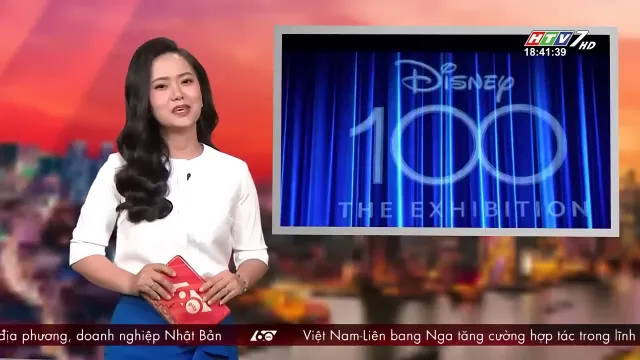 HTV7 HD
18:41:39
Disney
100
THE EXHIBITION
địa phương, doanh nghiệp Nhật Bản
60
Việt Nam-Liên bang Nga tăng cường hợp tác trong lĩnh